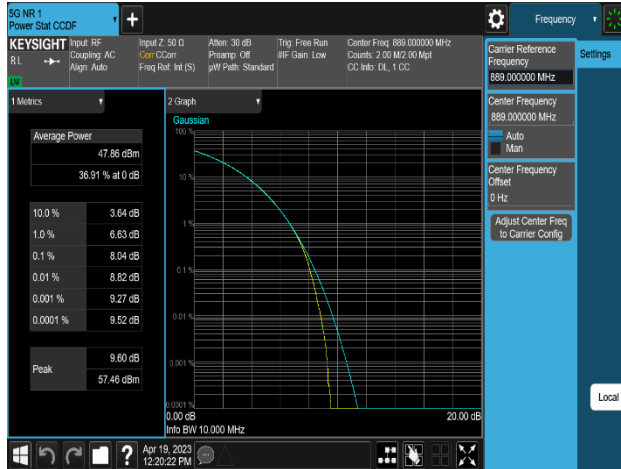 5G NR 1
Power Stat CCDF
Frequency
KEYSIGHT
RL
Input: RF
Coupling: AC
Align: Auto
Input Z: 50 Ω
Corr CCorr
Freq Ref: Int (S)
Atten: 30 dB
Preamp: Off
µW Path: Standard
Trig: Free Run
#IF Gain: Low
Center Freq: 889.000000 MHz
Counts: 2.00 M/2.00 Mpt
CC Info: DL, 1 CC
1 Metrics
Average Power
47.86 dBm
36.91 % at 0 dB
10.0 % 3.64 dB
1.0 % 6.63 dB
0.1 % 8.04 dB
0.01 % 8.82 dB
0.001 % 9.27 dB
0.0001 % 9.52 dB
Peak
9.60 dB
57.46 dBm
2 Graph
Gaussian
100 %
10 %
1 %
0.1 %
0.01 %
0.001 %
0.0001 %
0.00 dB
20.00 dB
Info BW 10.000 MHz
Carrier Reference
Frequency
889.000000 MHz
Center Frequency
889.000000 MHz
Auto
Man
Center Frequency
Offset
0 Hz
Adjust Center Freq
to Carrier Config
Settings
Local
?
Apr 19, 2023
12:20:22 PM